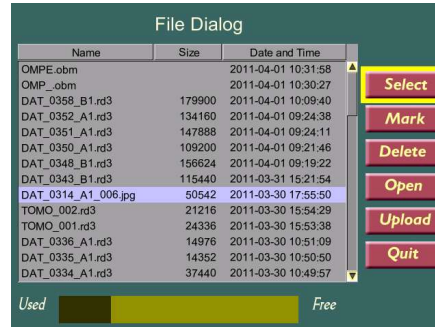 File Dialog
Name Size Date and Time
OMPE.obm 2011-04-01 10:31:58
OMP_.obm 2011-04-01 10:30:27
DAT_0358_B1.rd3 179900 2011-04-01 10:09:40
DAT_0352_A1.rd3 134160 2011-04-01 09:24:38
DAT_0351_A1.rd3 147888 2011-04-01 09:24:11
DAT_0350_A1.rd3 109200 2011-04-01 09:21:46
DAT_0348_B1.rd3 156624 2011-04-01 09:19:22
DAT_0343_B1.rd3 115440 2011-03-31 15:21:54
DAT_0314_A1_006.jpg 50542 2011-03-30 17:55:50
TOMO_002.rd3 21216 2011-03-30 15:54:29
TOMO_001.rd3 24336 2011-03-30 15:53:38
DAT_0336_A1.rd3 14976 2011-03-30 10:51:09
DAT_0335_A1.rd3 14352 2011-03-30 10:50:50
DAT_0334_A1.rd3 37440 2011-03-30 10:49:57
Select
Mark
Delete
Open
Upload
Quit
Used Free